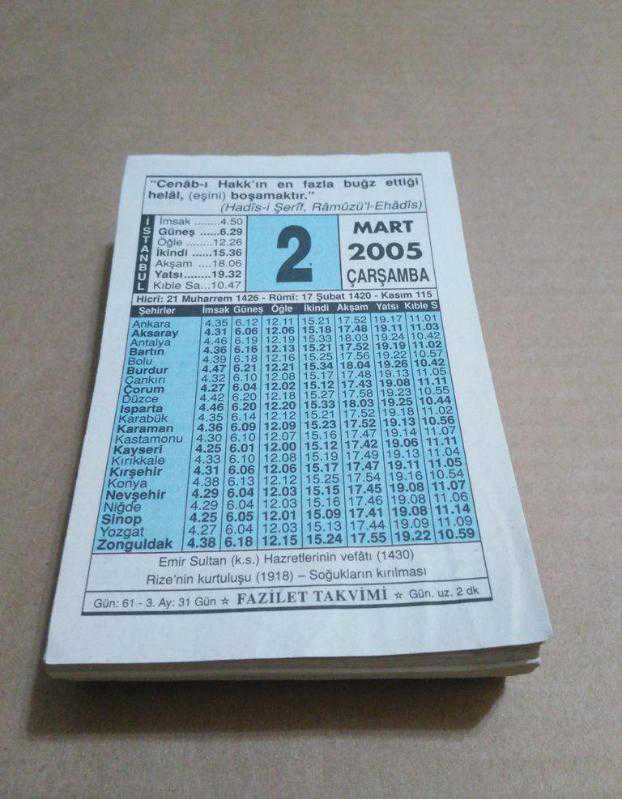 "Cenâb-ı Hakk'ın en fazla buğz ettiği
helâl, (eşini) boşamaktır."
(Hadîs-i Şerîf, Râmûzü'l-Ehâdîs)
İSTANBUL
İmsak ........4.50
Güneş ......6.29
Öğle ........12.26
İkindi ......15.36
Akşam ....18.06
Yatsı........19.32
Kıble Sa...10.47
2
MART
2005
ÇARŞAMBA
Hicrî: 21 Muharrem 1426 - Rûmî: 17 Şubat 1420 - Kasım 115
Şehirler İmsak Güneş Öğle İkindi Akşam Yatsı Kıble S
Ankara 4.35 6.12 12.11 15.21 17.52 19.17 11.01
Aksaray 4.31 6.06 12.06 15.18 17.48 19.11 11.03
Antalya 4.46 6.19 12.19 15.33 18.03 19.24 10.42
Bartın 4.36 6.16 12.13 15.21 17.52 19.19 11.02
Bolu 4.39 6.18 12.16 15.25 17.56 19.22 10.57
Burdur 4.47 6.21 12.21 15.34 18.04 19.26 10.42
Çankırı 4.32 6.10 12.08 15.17 17.48 19.13 11.05
Çorum 4.27 6.04 12.02 15.12 17.43 19.08 11.11
Düzce 4.42 6.20 12.18 15.27 17.58 19.23 10.55
Isparta 4.46 6.20 12.20 15.33 18.03 19.25 10.44
Karabük 4.35 6.14 12.12 15.21 17.52 19.18 11.02
Karaman 4.36 6.09 12.09 15.23 17.52 19.13 10.56
Kastamonu 4.30 6.10 12.07 15.16 17.47 19.14 11.07
Kayseri 4.25 6.01 12.00 15.12 17.42 19.06 11.11
Kırıkkale 4.33 6.10 12.08 15.19 17.49 19.13 11.04
Kırşehir 4.31 6.06 12.06 15.17 17.47 19.11 11.05
Konya 4.38 6.13 12.12 15.25 17.54 19.16 10.54
Nevşehir 4.29 6.04 12.03 15.15 17.45 19.08 11.07
Niğde 4.29 6.04 12.03 15.16 17.46 19.08 11.06
Sinop 4.25 6.05 12.01 15.09 17.41 19.08 11.14
Yozgat 4.27 6.04 12.03 15.13 17.44 19.09 11.09
Zonguldak 4.38 6.18 12.15 15.24 17.55 19.22 10.59
Emir Sultan (k.s.) Hazretlerinin vefâtı (1430)
Rize'nin kurtuluşu (1918) – Soğukların kırılması
Gün: 61 - 3. Ay: 31 Gün ☆ FAZİLET TAKVİMİ ☆ Gün. uz. 2 dk